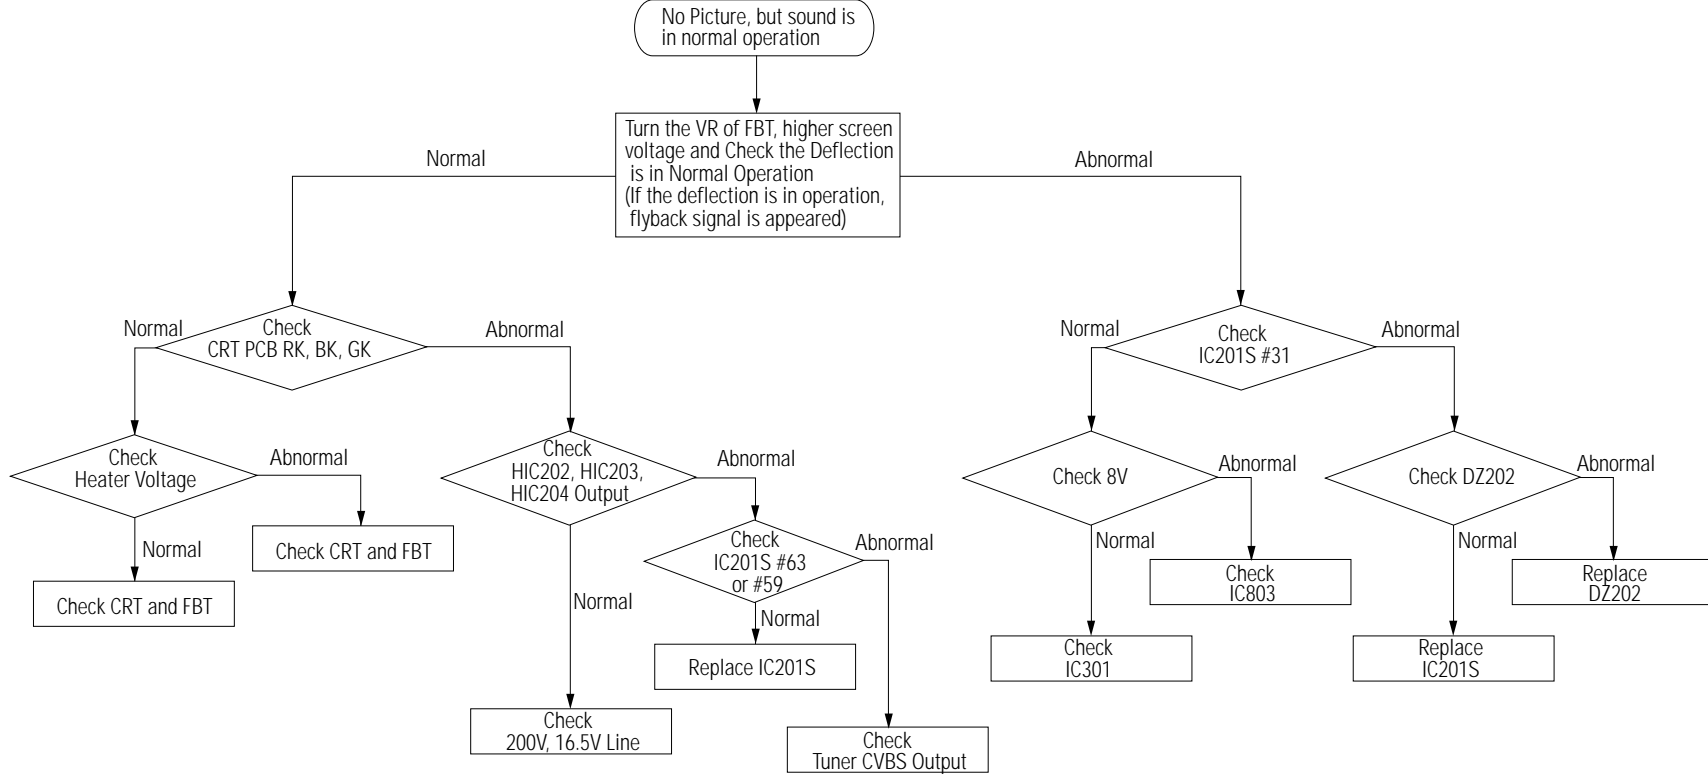 No Picture, but sound is
in normal operation
Turn the VR of FBT, higher screen
voltage and Check the Deflection
is in Normal Operation
(If the deflection is in operation,
flyback signal is appeared)
Normal
Abnormal
Check
CRT PCB RK, BK, GK
Normal
Abnormal
Check
IC201S #31
Normal
Abnormal
Check
Heater Voltage
Abnormal
Normal
Check CRT and FBT
Check CRT and FBT
Check
HIC202, HIC203,
HIC204 Output
Abnormal
Normal
Check
IC201S #63
or #59
Abnormal
Normal
Replace IC201S
Check
200V, 16.5V Line
Check
Tuner CVBS Output
Check 8V
Abnormal
Normal
Check
IC803
Check
IC301
Check DZ202
Abnormal
Normal
Replace
DZ202
Replace
IC201S